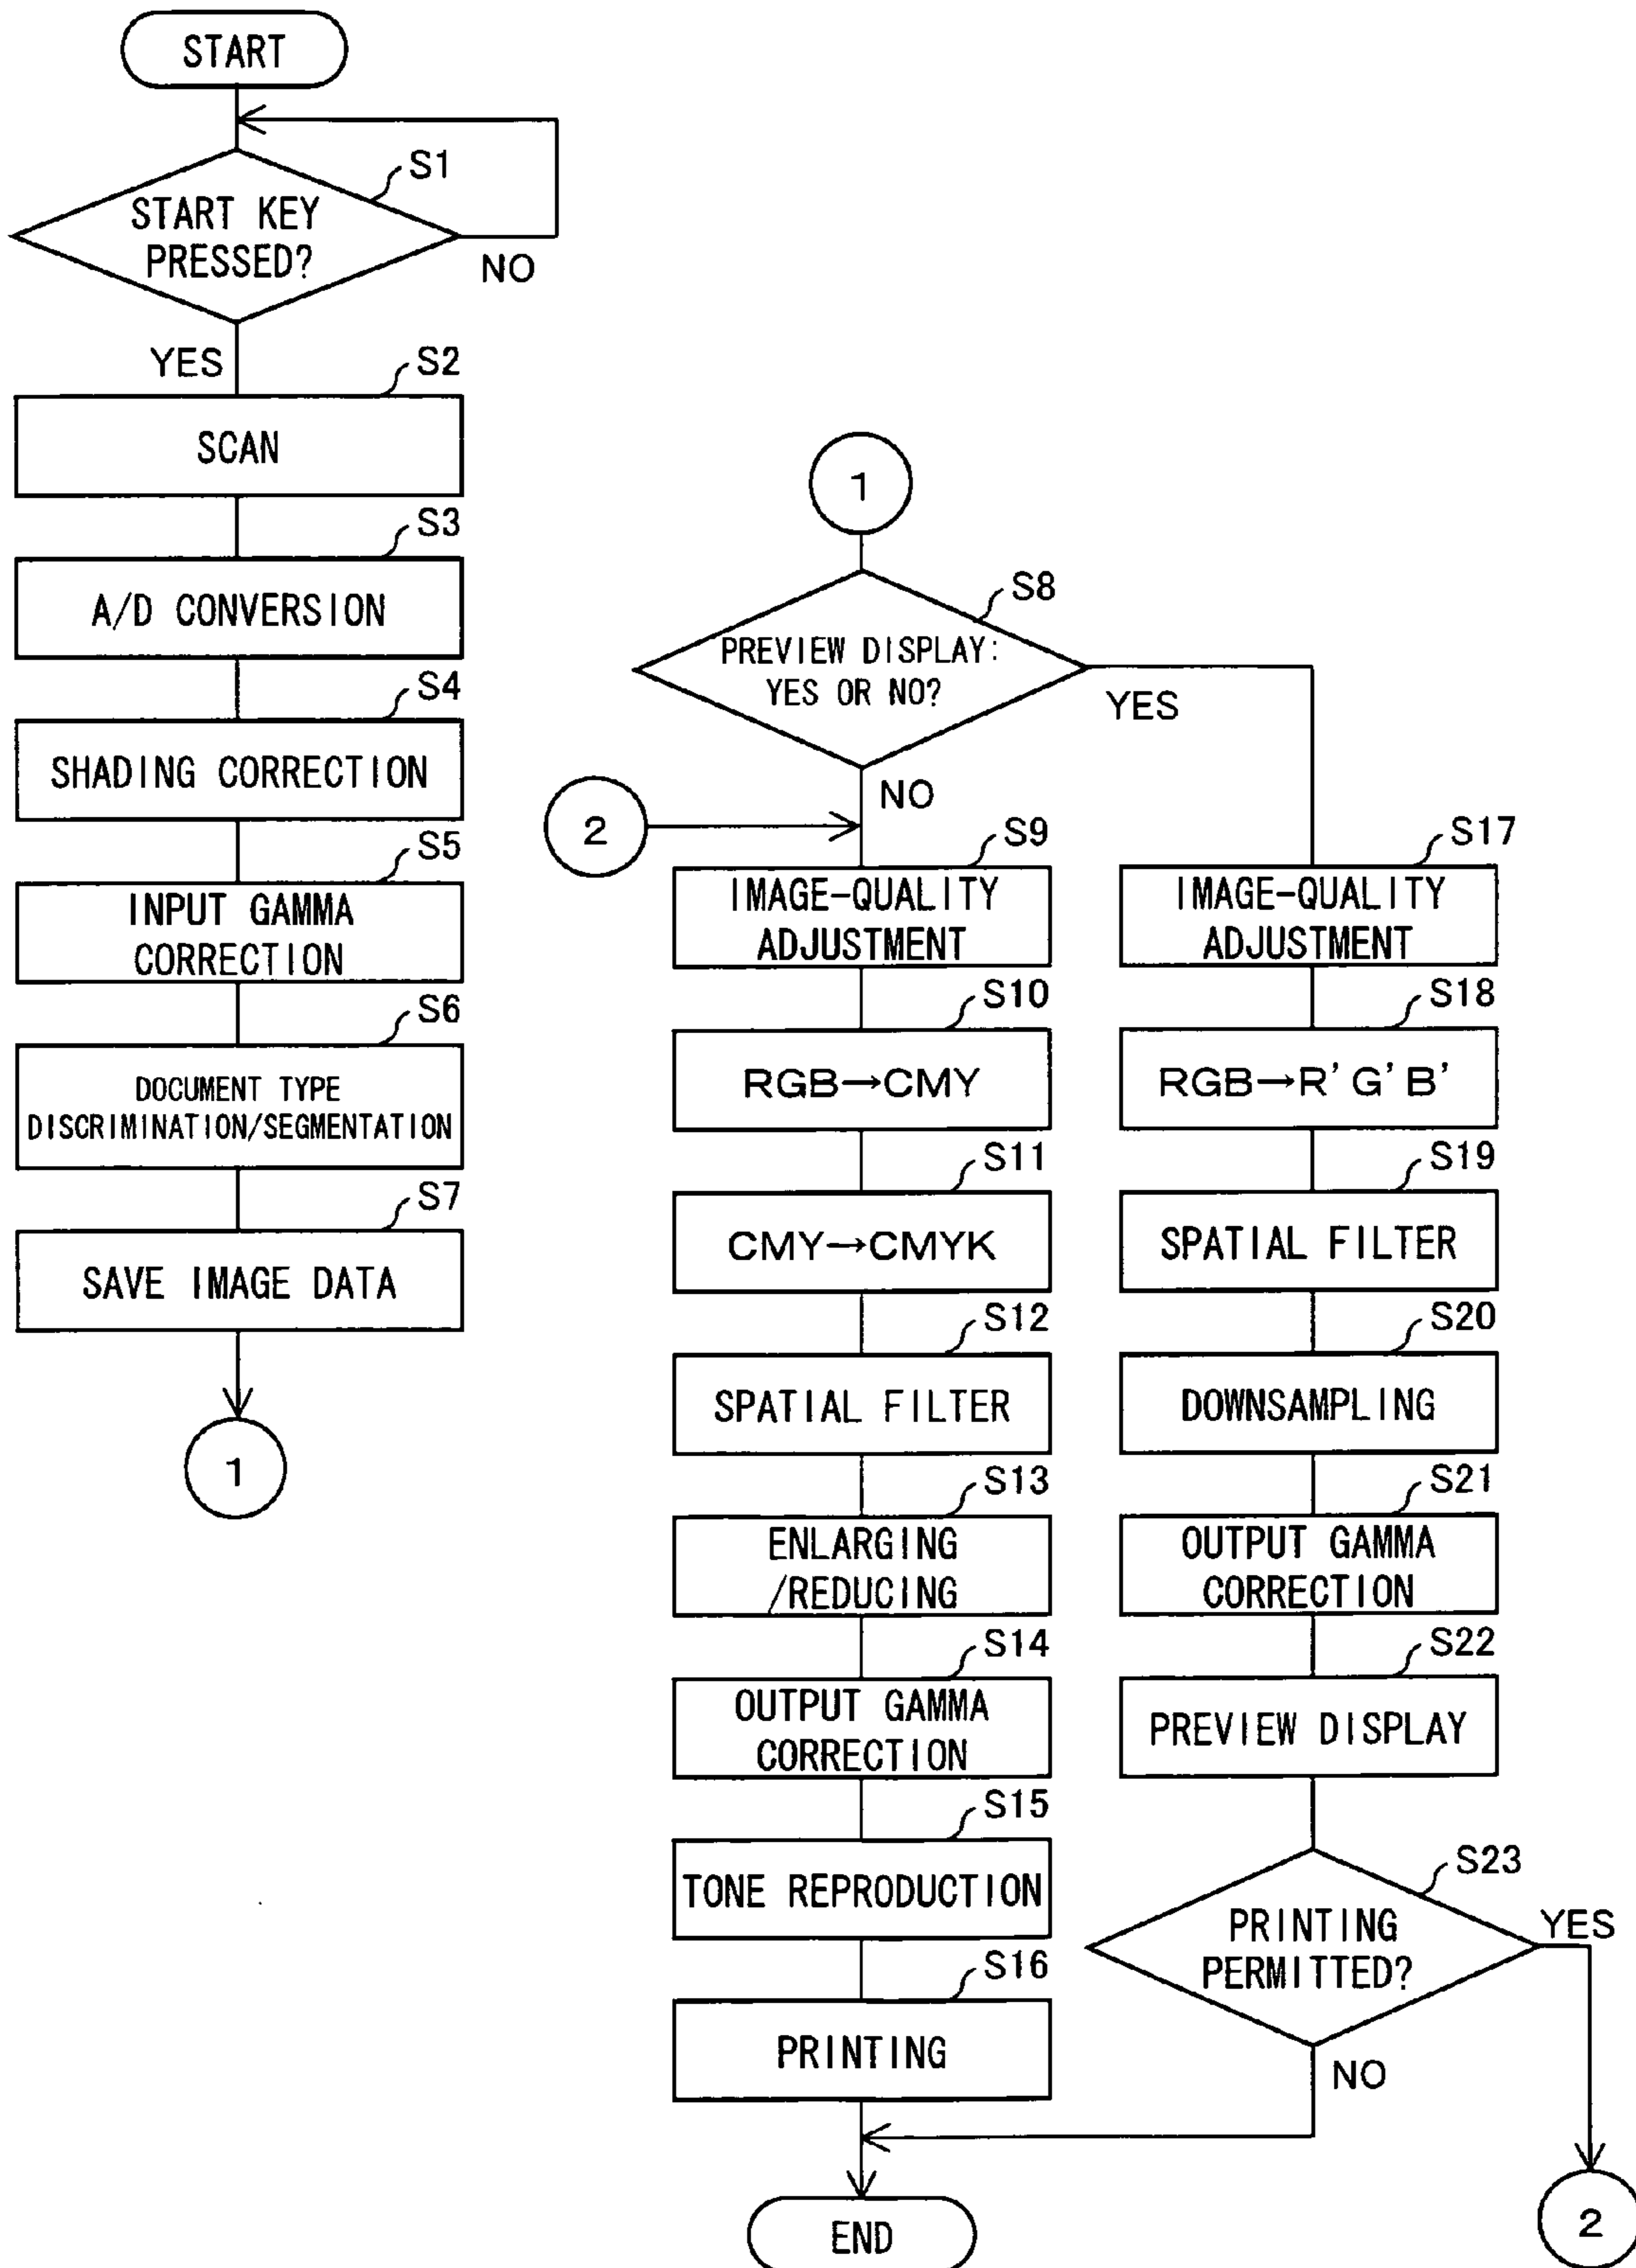 START
S1
START KEY
PRESSED?
NO
YES
S2
SCAN
S3
A/D CONVERSION
S4
SHADING CORRECTION
S5
INPUT GAMMA
CORRECTION
S6
DOCUMENT TYPE
DISCRIMINATION/SEGMENTATION
S7
SAVE IMAGE DATA
1
1
S8
PREVIEW DISPLAY:
YES OR NO?
YES
NO
2
S9
IMAGE-QUALITY
ADJUSTMENT
S10
RGB→CMY
S11
CMY→CMYK
S12
SPATIAL FILTER
S13
ENLARGING
/REDUCING
S14
OUTPUT GAMMA
CORRECTION
S15
TONE REPRODUCTION
S16
PRINTING
END
S17
IMAGE-QUALITY
ADJUSTMENT
S18
RGB→R'G'B'
S19
SPATIAL FILTER
S20
DOWNSAMPLING
S21
OUTPUT GAMMA
CORRECTION
S22
PREVIEW DISPLAY
S23
PRINTING
PERMITTED?
YES
NO
2